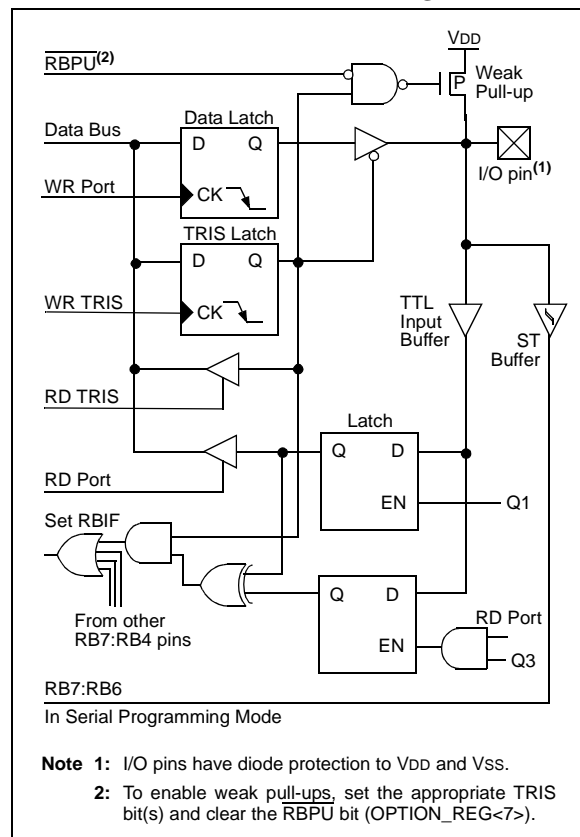 VDD
RBPU(2)
P
Weak
Pull-up
Data Latch
Data Bus
D Q
I/O pin(1)
WR Port
CK
TRIS Latch
D Q
WR TRIS
CK
TTL
Input
Buffer
ST
Buffer
RD TRIS
Latch
Q D
RD Port
EN
Q1
Set RBIF
Q D
From other
RB7:RB4 pins
RD Port
EN
Q3
RB7:RB6
In Serial Programming Mode
Note 1: I/O pins have diode protection to VDD and VSS.
2: To enable weak pull-ups, set the appropriate TRIS
bit(s) and clear the RBPU bit (OPTION_REG<7>).